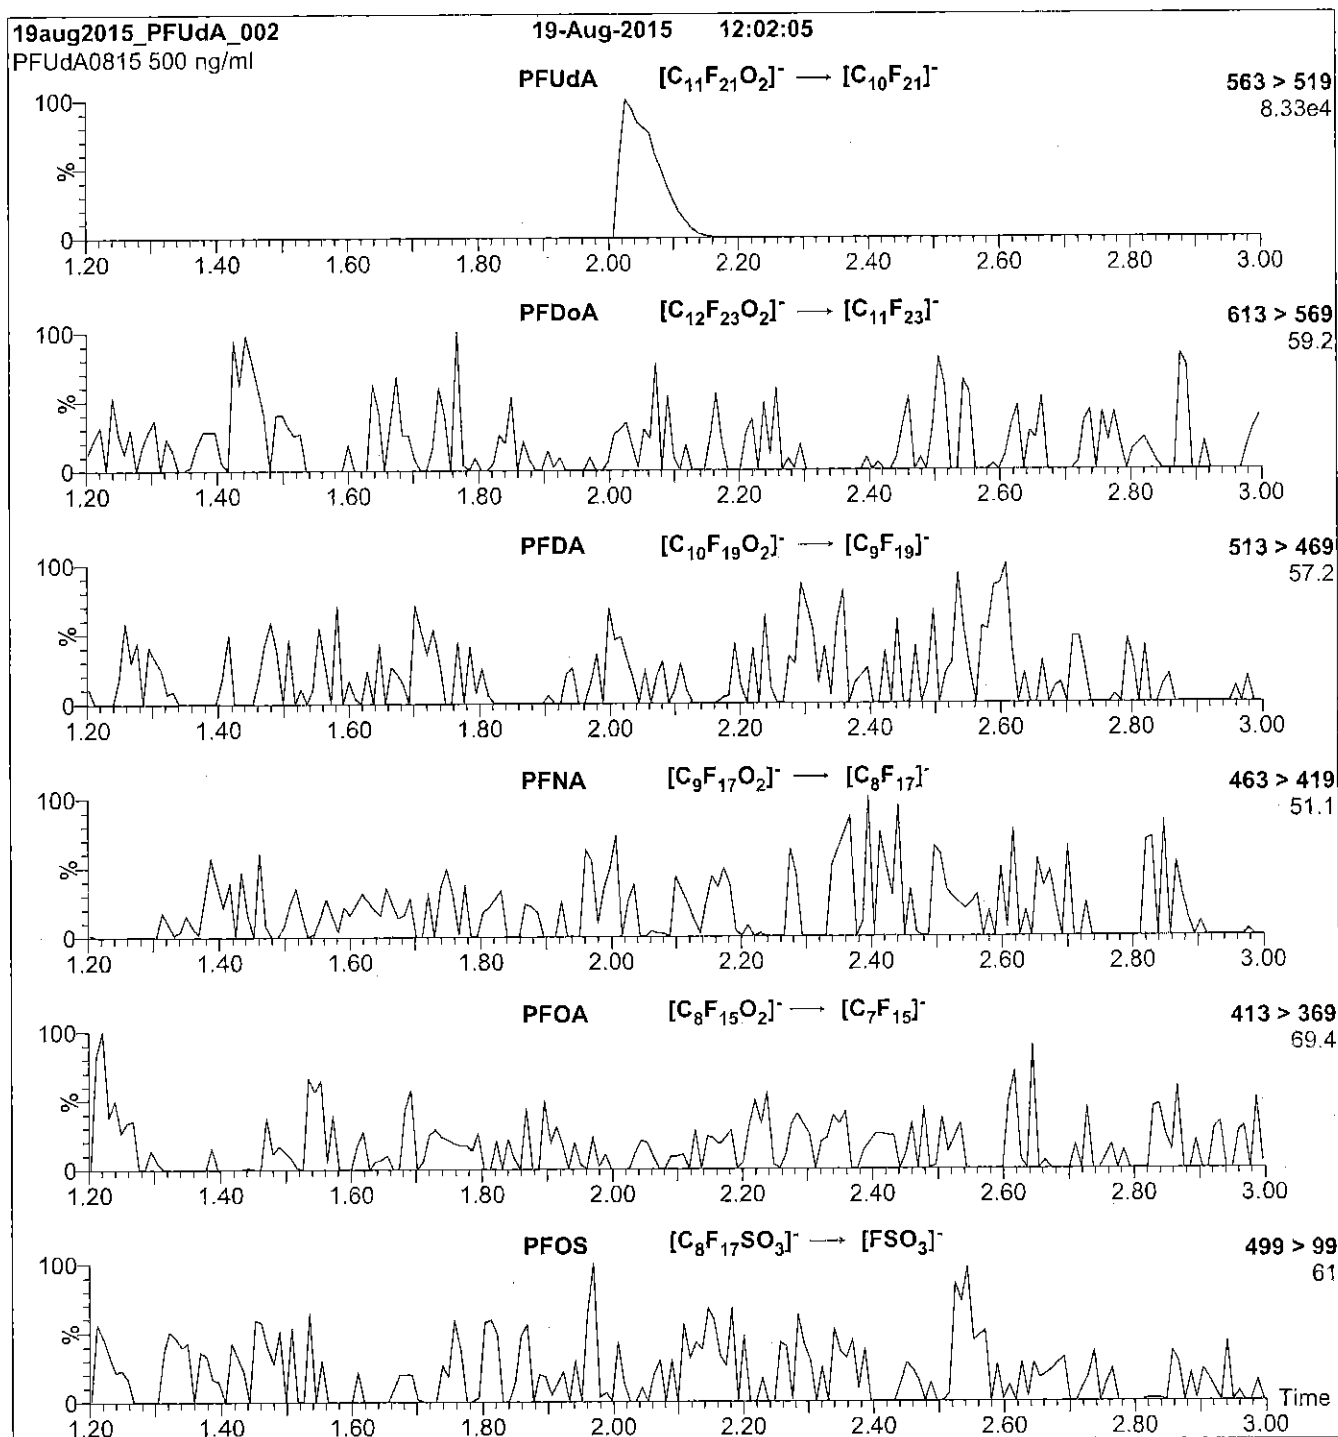 19aug2015_PFUdA_002 19-Aug-2015 12:02:05
PFUdA0815 500 ng/ml
PFUdA [C₁₁F₂₁O₂]⁻ → [C₁₀F₂₁]⁻ 563 > 519
8.33e4
100
%
0
1.20 1.40 1.60 1.80 2.00 2.20 2.40 2.60 2.80 3.00
PFDoA [C₁₂F₂₃O₂]⁻ → [C₁₁F₂₃]⁻ 613 > 569
59.2
100
%
0
1.20 1.40 1.60 1.80 2.00 2.20 2.40 2.60 2.80 3.00
PFDA [C₁₀F₁₉O₂]⁻ → [C₉F₁₉]⁻ 513 > 469
57.2
100
%
0
1.20 1.40 1.60 1.80 2.00 2.20 2.40 2.60 2.80 3.00
PFNA [C₉F₁₇O₂]⁻ → [C₈F₁₇]⁻ 463 > 419
51.1
100
%
0
1.20 1.40 1.60 1.80 2.00 2.20 2.40 2.60 2.80 3.00
PFOA [C₈F₁₅O₂]⁻ → [C₇F₁₅]⁻ 413 > 369
69.4
100
%
0
1.20 1.40 1.60 1.80 2.00 2.20 2.40 2.60 2.80 3.00
PFOS [C₈F₁₇SO₃]⁻ → [FSO₃]⁻ 499 > 99
61
100
%
0
Time
1.20 1.40 1.60 1.80 2.00 2.20 2.40 2.60 2.80 3.00